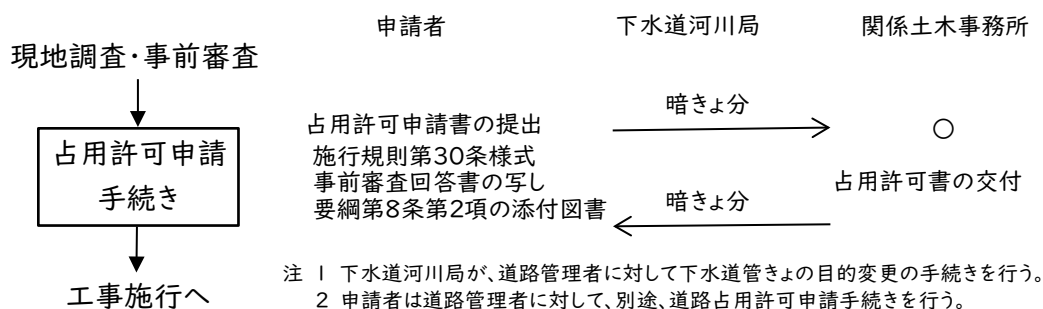 申請者
下水道河川局
関係土木事務所
現地調査・事前審査
占用許可申請
手続き
工事施行へ
占用許可申請書の提出
施行規則第30条様式
事前審査回答書の写し
要綱第8条第2項の添付図書
暗きょ分
○
占用許可書の交付
暗きょ分
注 1 下水道河川局が、道路管理者に対して下水道管きょの目的変更の手続きを行う。
2 申請者は道路管理者に対して、別途、道路占用許可申請手続きを行う。